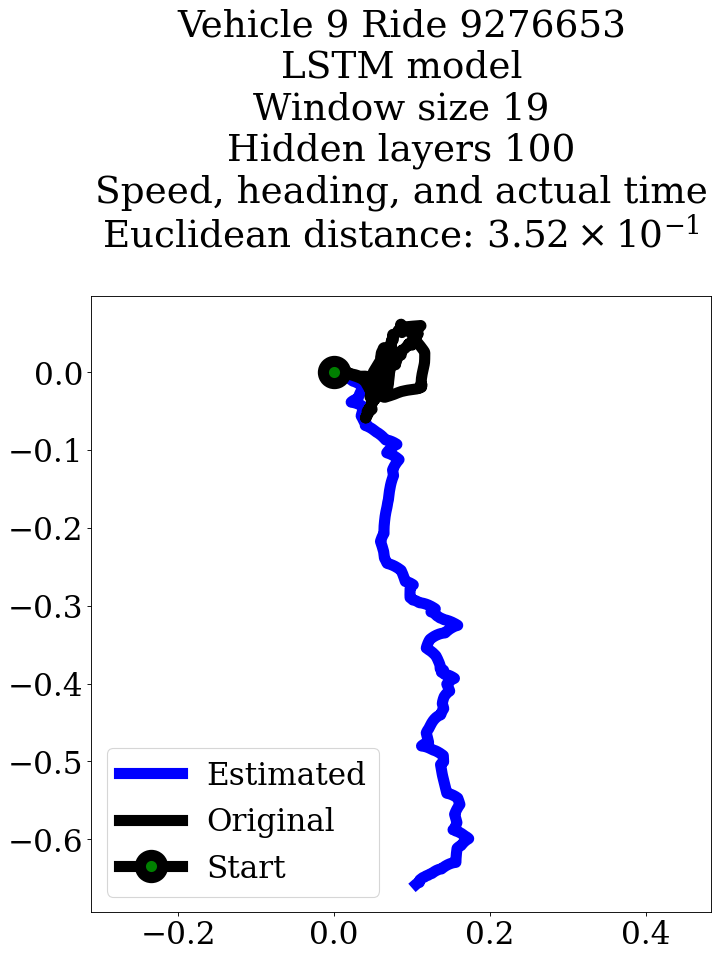 Vehicle 9 Ride 9276653
LSTM model
Window size 19
Hidden layers 100
Speed, heading, and actual time
Euclidean distance: 3.52 × 10⁻¹
0.0
−0.1
−0.2
−0.3
−0.4
−0.5
−0.6
Estimated
Original
Start
−0.2 0.0 0.2 0.4